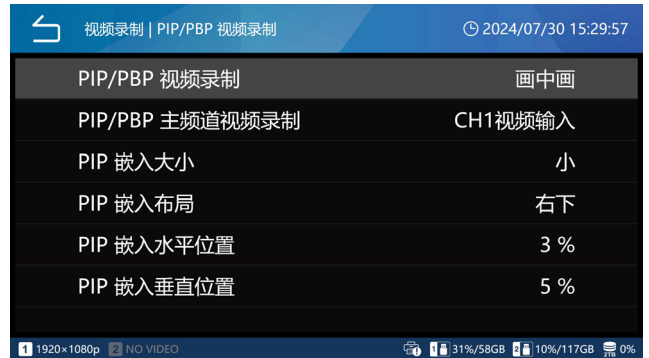 视频录制 | PIP/PBP 视频录制 2024/07/30 15:29:57
PIP/PBP 视频录制 画中画
PIP/PBP 主频道视频录制 CH1视频输入
PIP 嵌入大小 小
PIP 嵌入布局 右下
PIP 嵌入水平位置 3 %
PIP 嵌入垂直位置 5 %
1 1920×1080p 2 NO VIDEO 1 31%/58GB 2 10%/117GB 2TB 0%